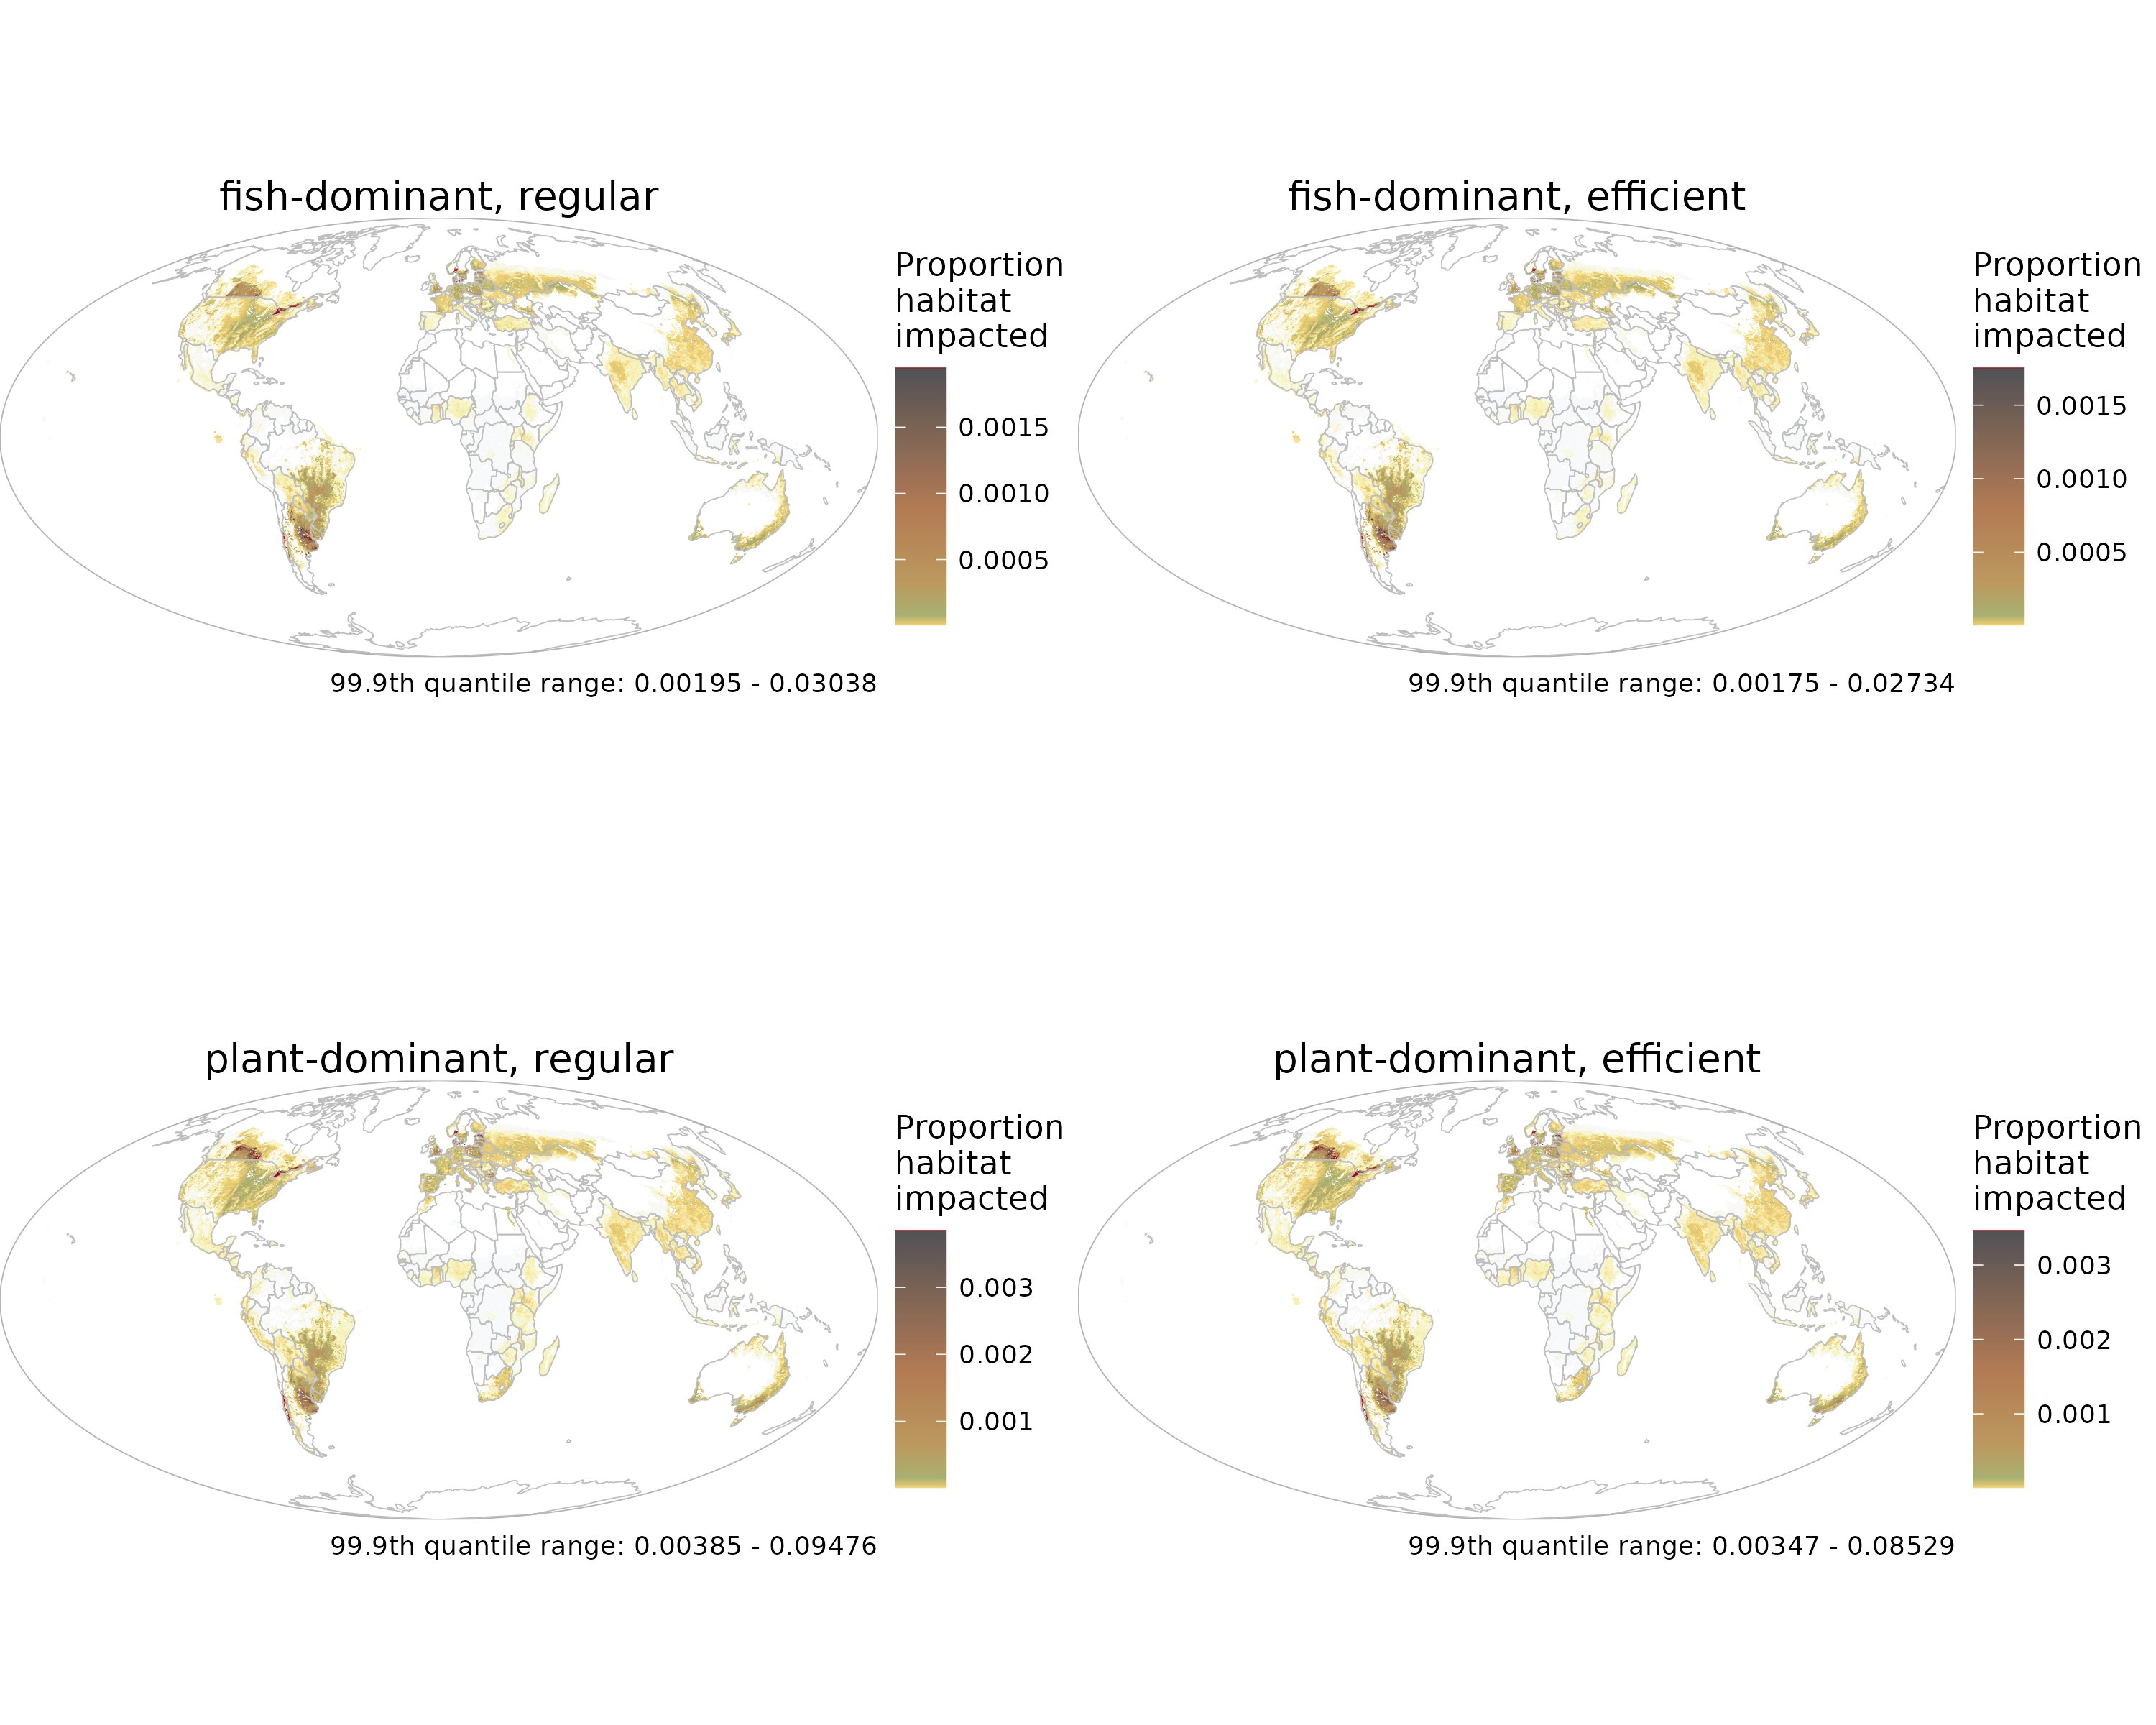 fish-dominant, regular
Proportion
habitat
impacted
0.0015
0.0010
0.0005
99.9th quantile range: 0.00195 - 0.03038
fish-dominant, efficient
Proportion
habitat
impacted
0.0015
0.0010
0.0005
99.9th quantile range: 0.00175 - 0.02734
plant-dominant, regular
Proportion
habitat
impacted
0.003
0.002
0.001
99.9th quantile range: 0.00385 - 0.09476
plant-dominant, efficient
Proportion
habitat
impacted
0.003
0.002
0.001
99.9th quantile range: 0.00347 - 0.08529